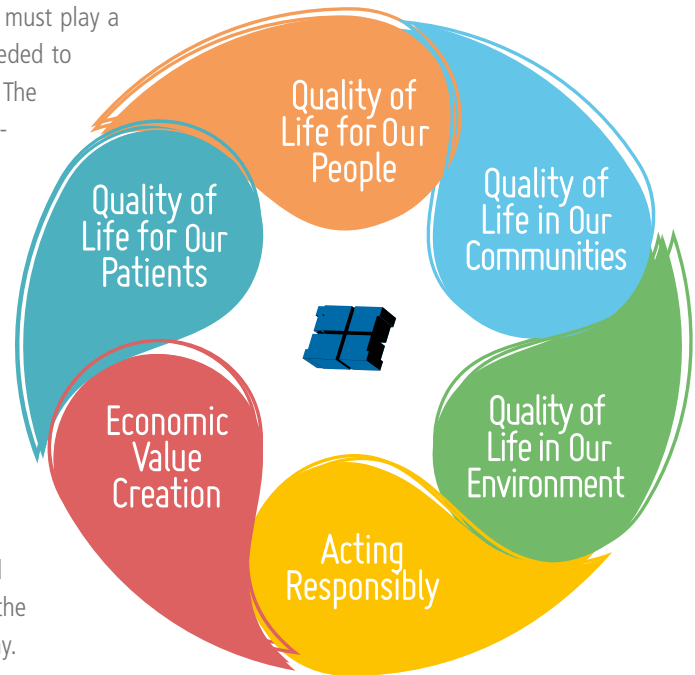 must play a
to
The
-
Quality of
Life for Our
People
Quality of
Life in Our
Communities
Quality of
Life in Our
Environment
Acting
Responsibly
Economic
Value
Creation
Quality of
Life for Our
Patients
the